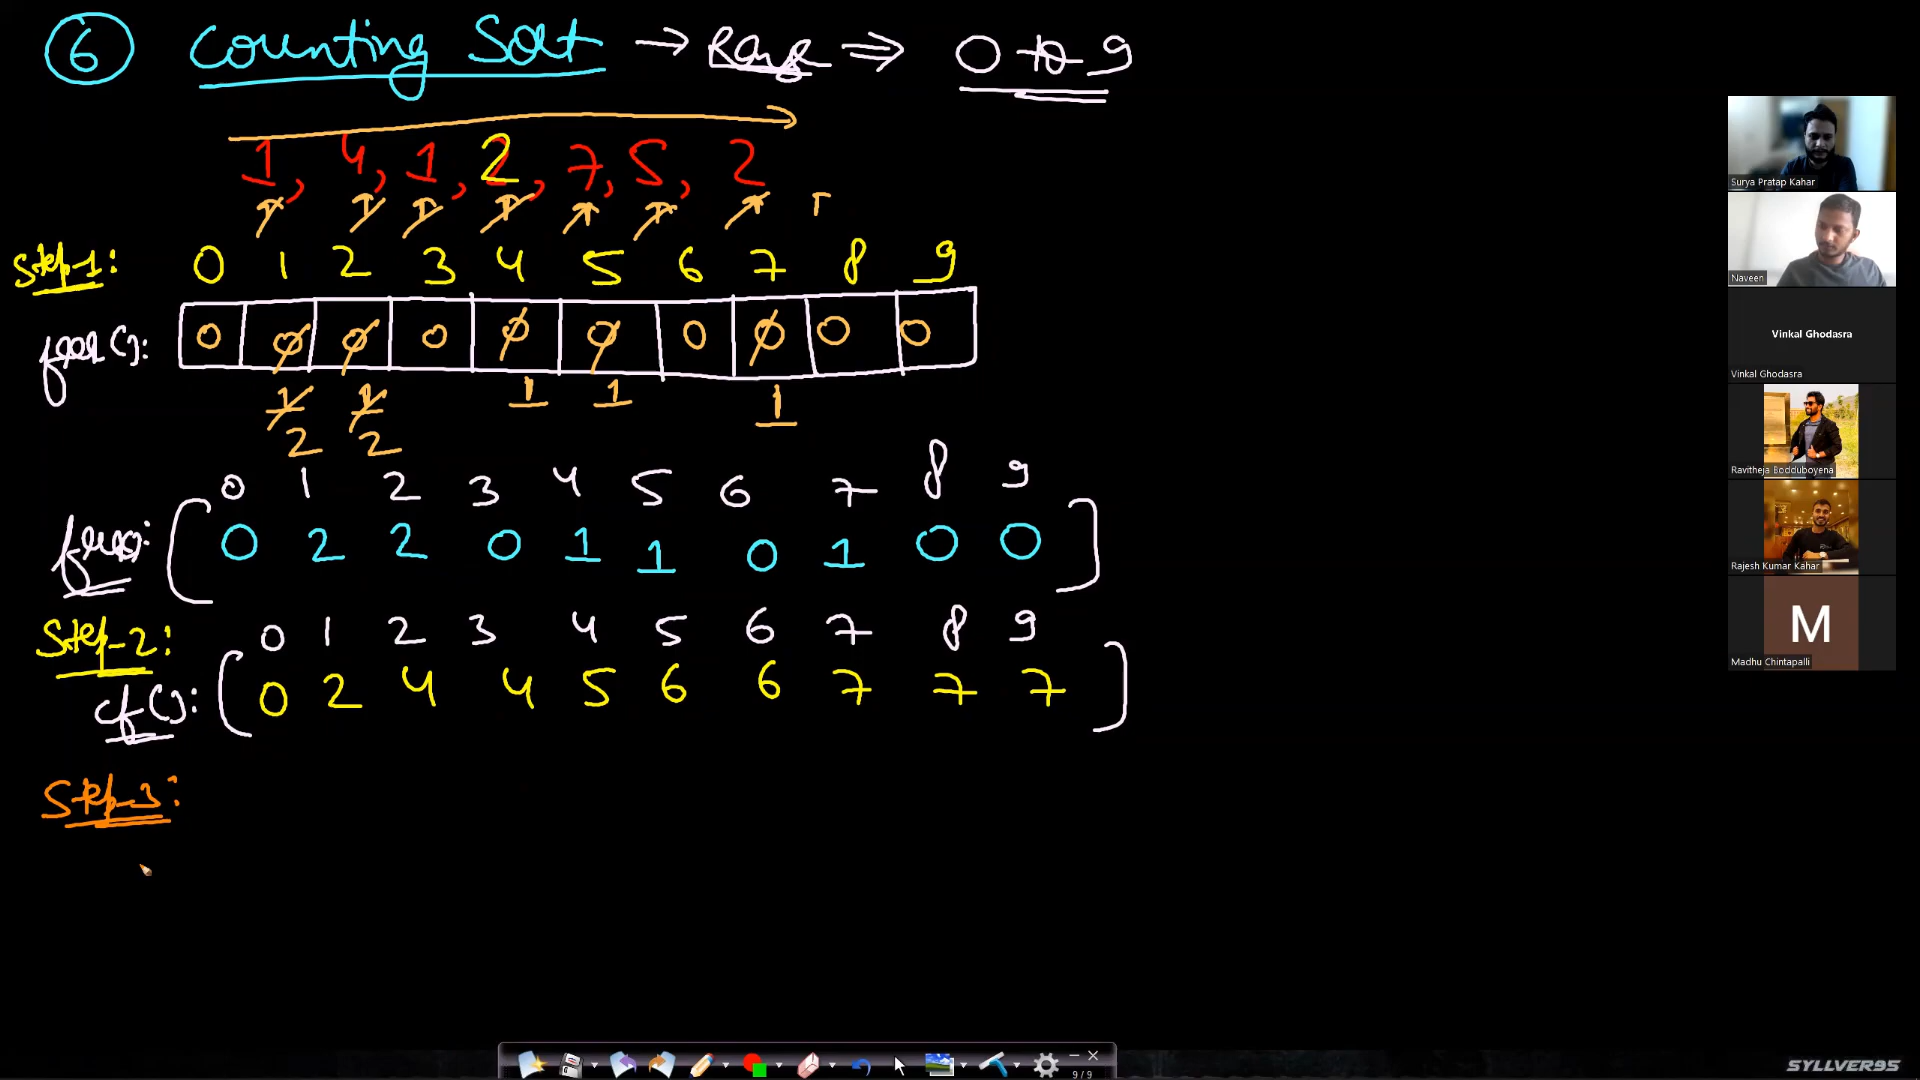 6 Counting Sort → Range ⇒ 0 to 9
1, 4, 1, 2, 7, 5, 2
Step-1: 0 1 2 3 4 5 6 7 8 9
freq(): 0 0 0 0 0 0 0 0 0 0
1 1 1 1 1
2 2
0 1 2 3 4 5 6 7 8 9
freq: 0 2 2 0 1 1 0 1 0 0
Step-2: 0 1 2 3 4 5 6 7 8 9
cf(): 0 2 4 4 5 6 6 7 7 7
Step-3:
Surya Pratap Kahar
Naveen
Vinkal Ghodasra
Vinkal Ghodasra
Ravitheja Bodduboyena
Rajesh Kumar Kahar
M
Madhu Chintapalli
9 / 9
SYLLVER95